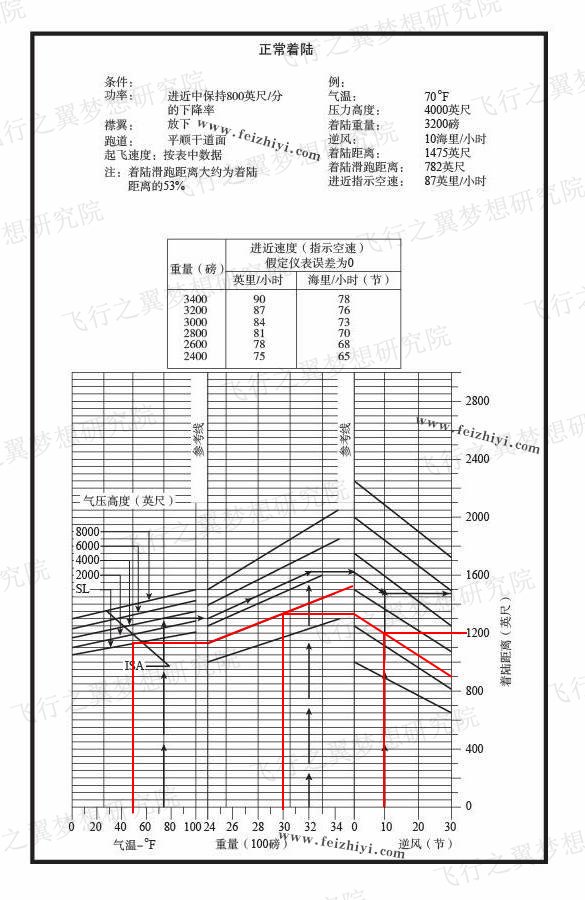 正常着陆
条件：
功率： 进近中保持800英尺/分
的下降率
襟翼： 放下
跑道： 平顺干道面
起飞速度：按表中数据
注：着陆滑跑距离大约为着陆
距离的53%
例：
气温： 70°F
压力高度： 4000英尺
着陆重量： 3200磅
逆风： 10海里/小时
着陆距离： 1475英尺
着陆滑跑距离： 782英尺
进近指示空速： 87英里/小时
www.feizhiyi.com
重量（磅）
进近速度（指示空速）
假定仪表误差为0
英里/小时 海里/小时（节）
3400 90 78
3200 87 76
3000 84 73
2800 81 70
2600 78 68
2400 75 65
参考线
参考线
www.feizhiyi.com
气压高度（英尺）
8000
6000
4000
2000
SL
ISA
2800
2400
2000
1600
1200
800
400
0
着陆距离（英尺）
0 20 40 60 80 100 24 26 28 30 32 34 0 10 20 30
气温-°F 重量（100磅） 逆风（节）
www.feizhiyi.com
飞行之翼梦想研究院